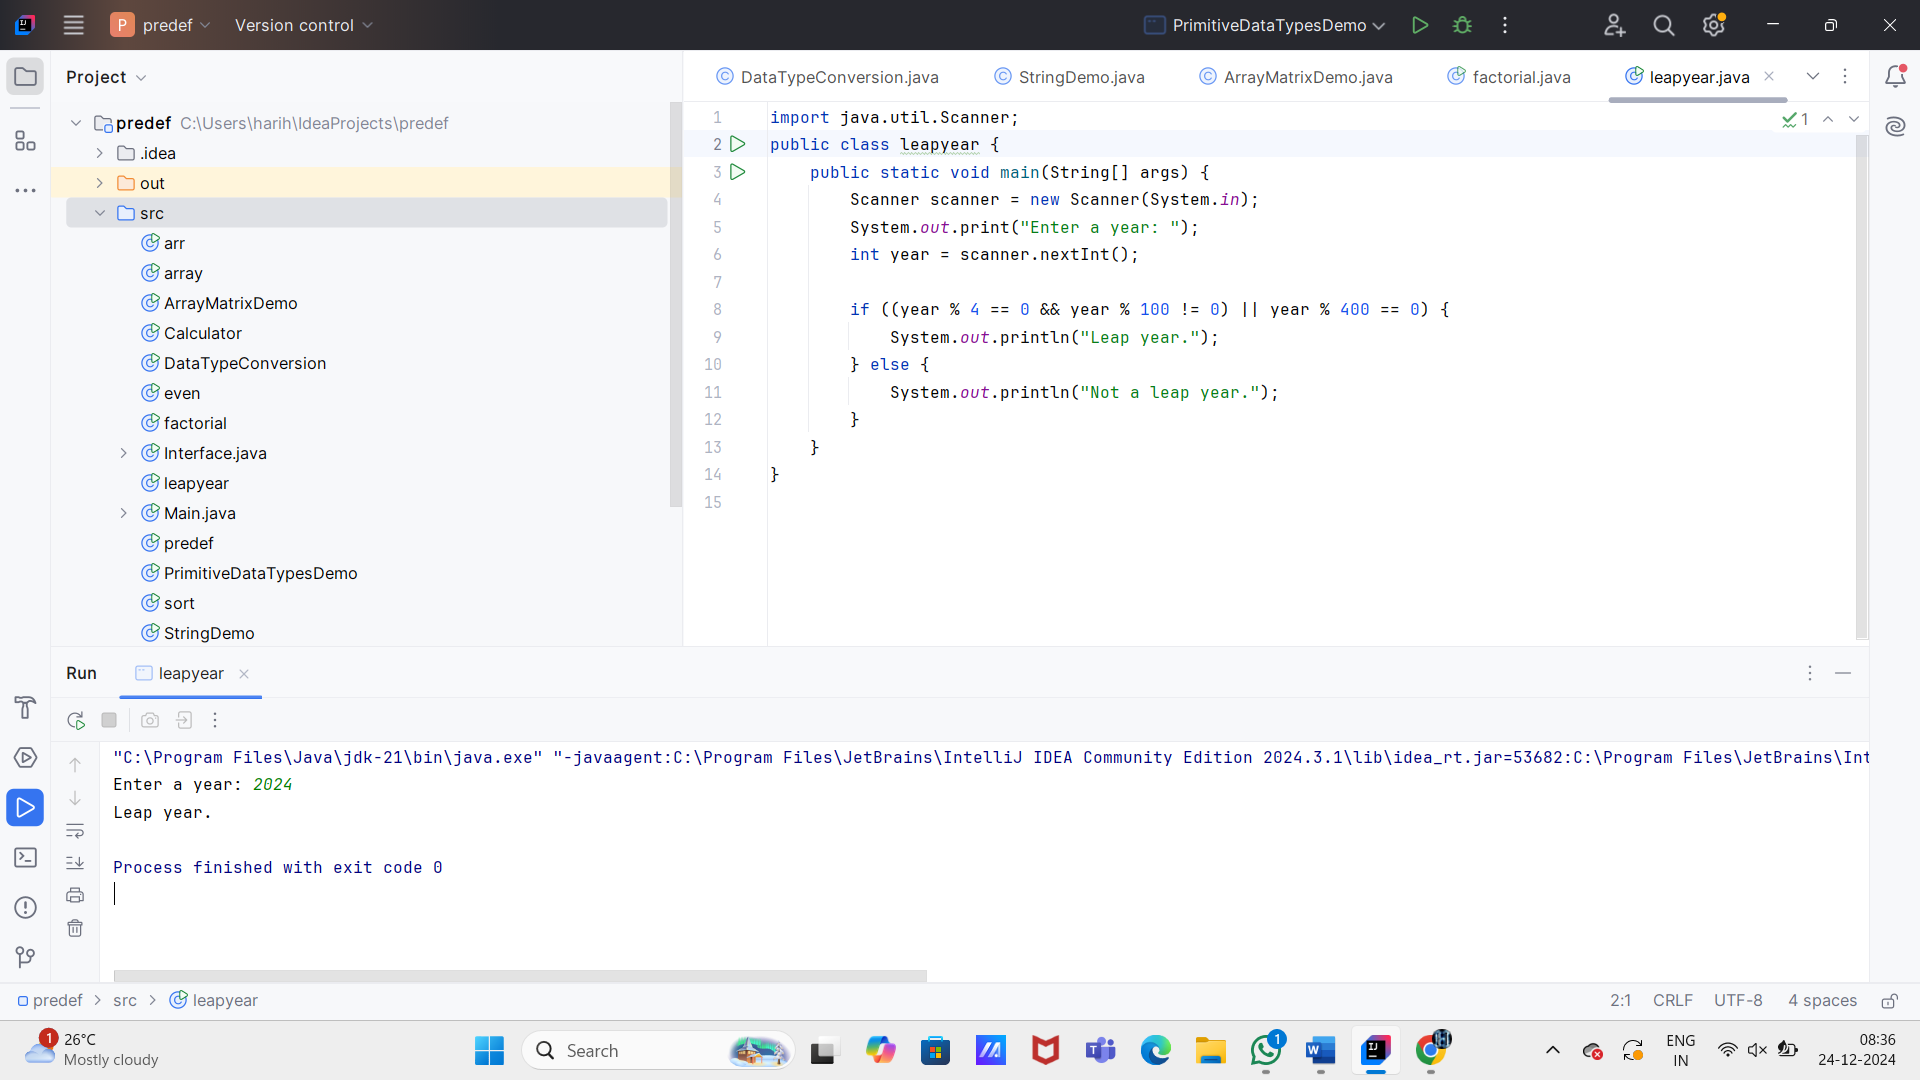 P predef Version control PrimitiveDataTypesDemo
Project
predef C:\Users\harih\IdeaProjects\predef
.idea
out
src
arr
array
ArrayMatrixDemo
Calculator
DataTypeConversion
even
factorial
Interface.java
leapyear
Main.java
predef
PrimitiveDataTypesDemo
sort
StringDemo
DataTypeConversion.java StringDemo.java ArrayMatrixDemo.java factorial.java leapyear.java
1 import java.util.Scanner;
2 public class leapyear {
3 public static void main(String[] args) {
4 Scanner scanner = new Scanner(System.in);
5 System.out.print("Enter a year: ");
6 int year = scanner.nextInt();
7
8 if ((year % 4 == 0 && year % 100 != 0) || year % 400 == 0) {
9 System.out.println("Leap year.");
10 } else {
11 System.out.println("Not a leap year.");
12 }
13 }
14 }
15
1
Run leapyear
"C:\Program Files\Java\jdk-21\bin\java.exe" "-javaagent:C:\Program Files\JetBrains\IntelliJ IDEA Community Edition 2024.3.1\lib\idea_rt.jar=53682:C:\Program Files\JetBrains\Int
Enter a year: 2024
Leap year.
Process finished with exit code 0
predef > src > leapyear 2:1 CRLF UTF-8 4 spaces
1 26°C
Mostly cloudy
Search
1
ENG
IN
08:36
24-12-2024